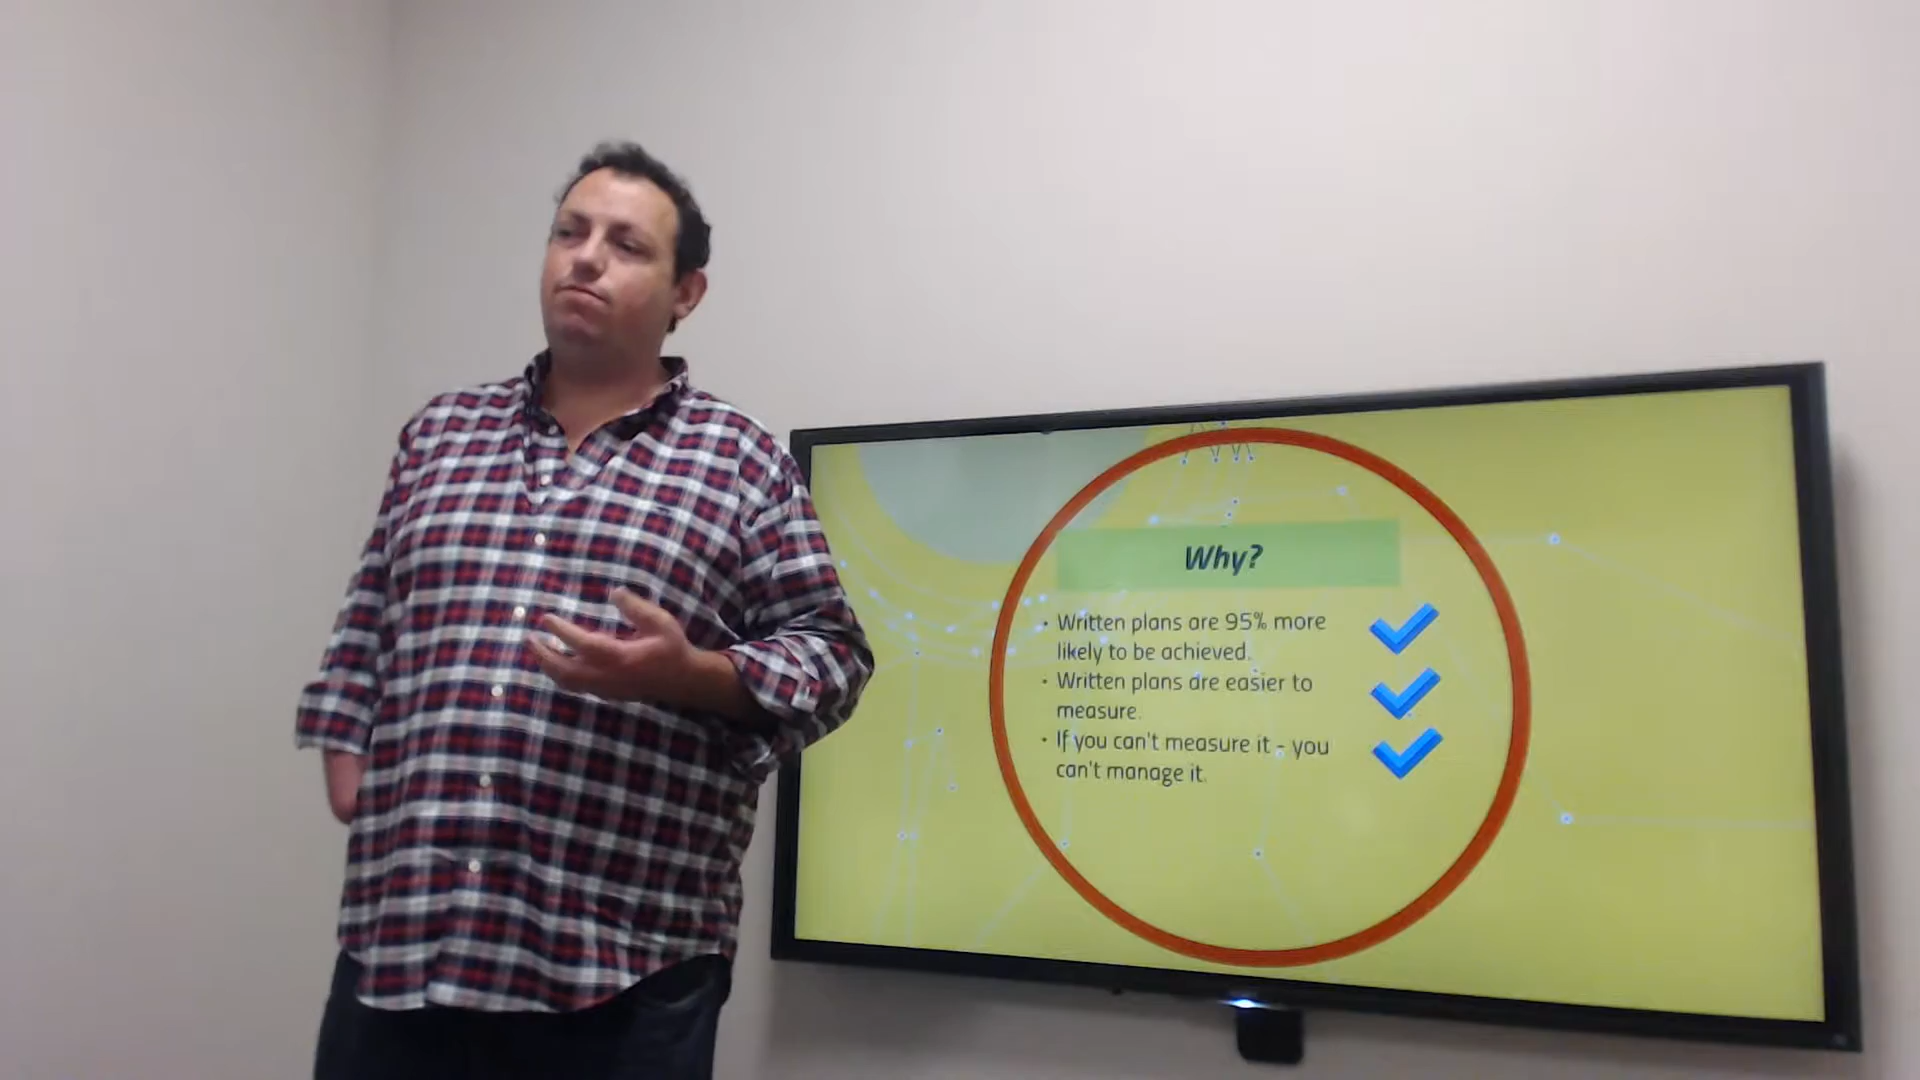 Why?
• Written plans are 95% more
likely to be achieved.
• Written plans are easier to
measure.
• If you can't measure it - you
can't manage it.